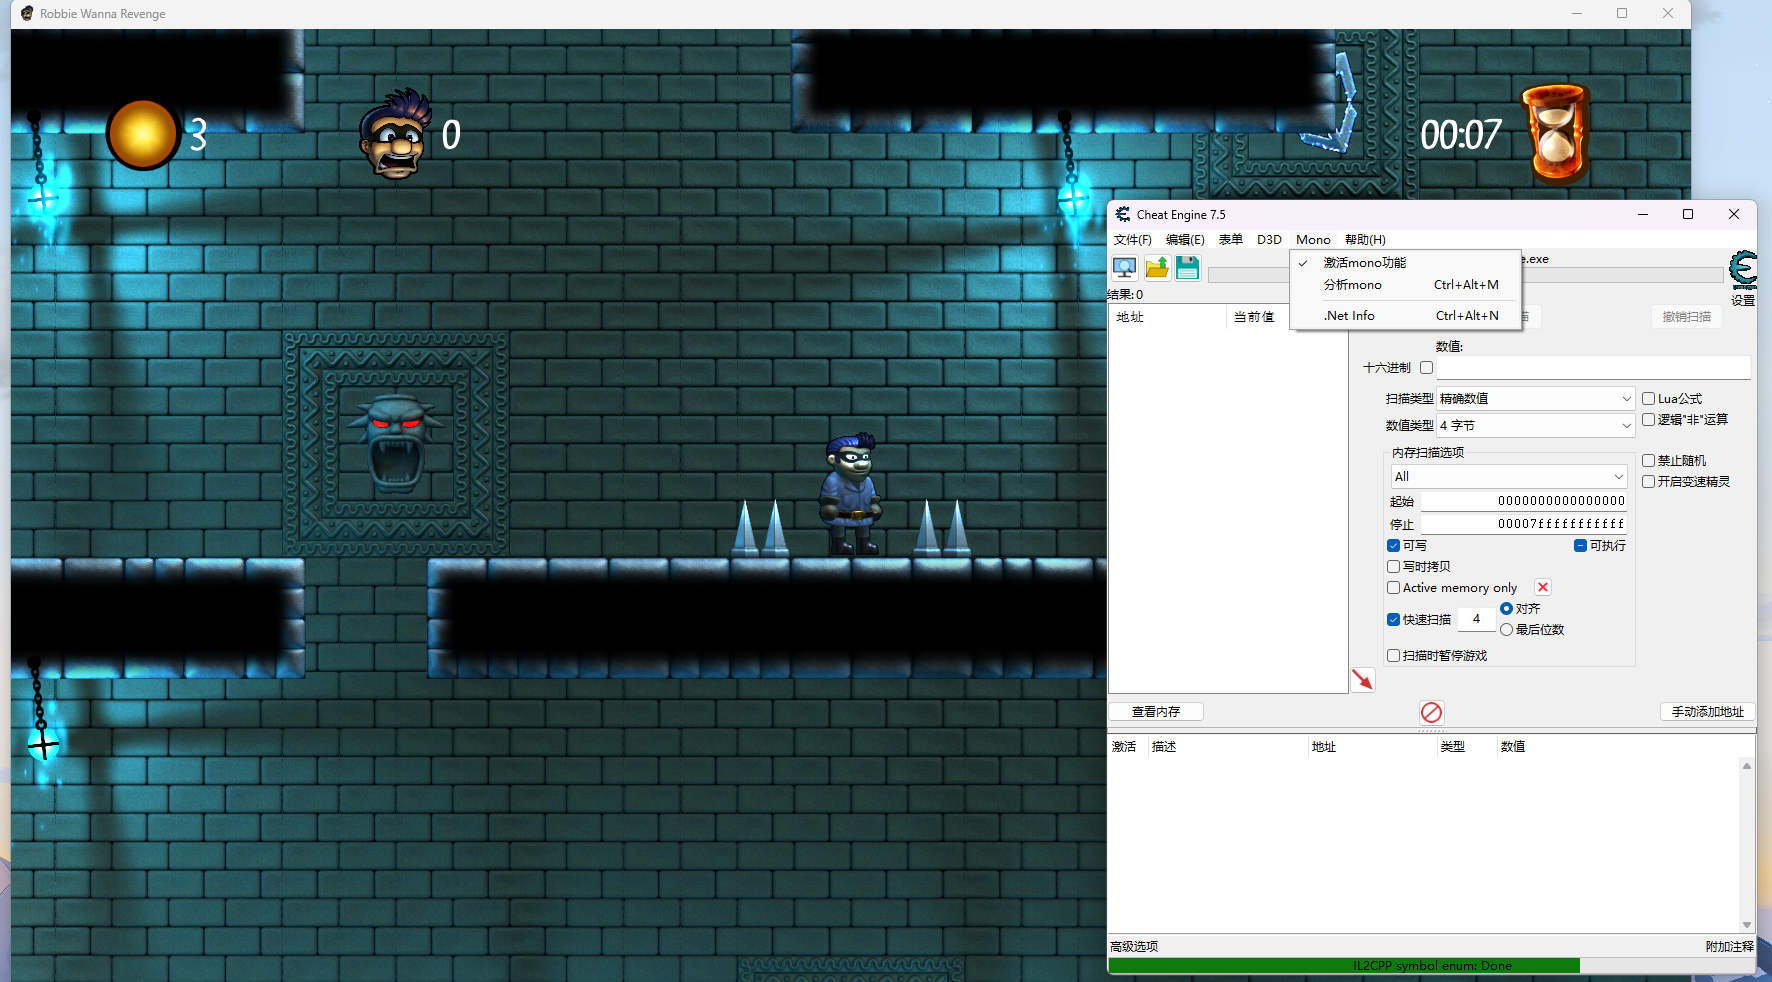 Robbie Wanna Revenge
3
0
00:07
Cheat Engine 7.5
文件(F) 编辑(E) 表单 D3D Mono 帮助(H)
激活mono功能
分析mono Ctrl+Alt+M
.Net Info Ctrl+Alt+N
e.exe
结果: 0
设置
地址 当前值
描
撤销扫描
数值:
十六进制
扫描类型 精确数值
Lua公式
数值类型 4 字节
逻辑"非"运算
内存扫描选项
All
禁止随机
开启变速精灵
起始 0000000000000000
停止 00007fffffffffff
可写 可执行
写时拷贝
Active memory only
快速扫描 4 对齐
最后位数
扫描时暂停游戏
查看内存
手动添加地址
激活 描述 地址 类型 数值
高级选项 附加注释
IL2CPP symbol enum: Done